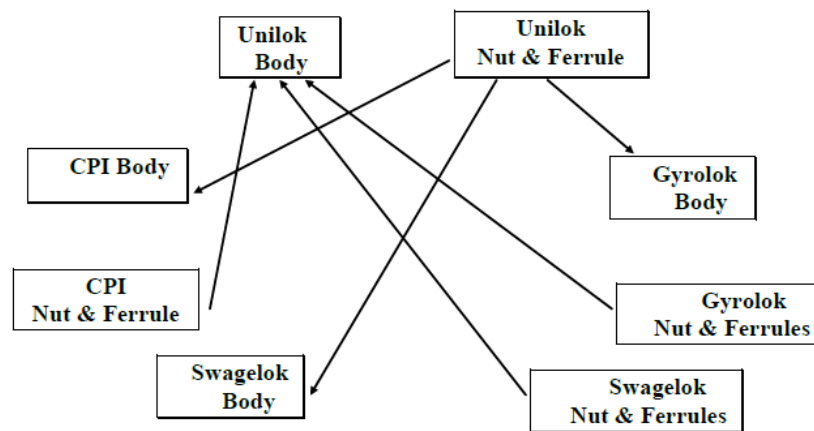 Unilok
Body
Unilok
Nut & Ferrule
CPI Body
Gyrolok
Body
CPI
Nut & Ferrule
Gyrolok
Nut & Ferrules
Swagelok
Body
Swagelok
Nut & Ferrules